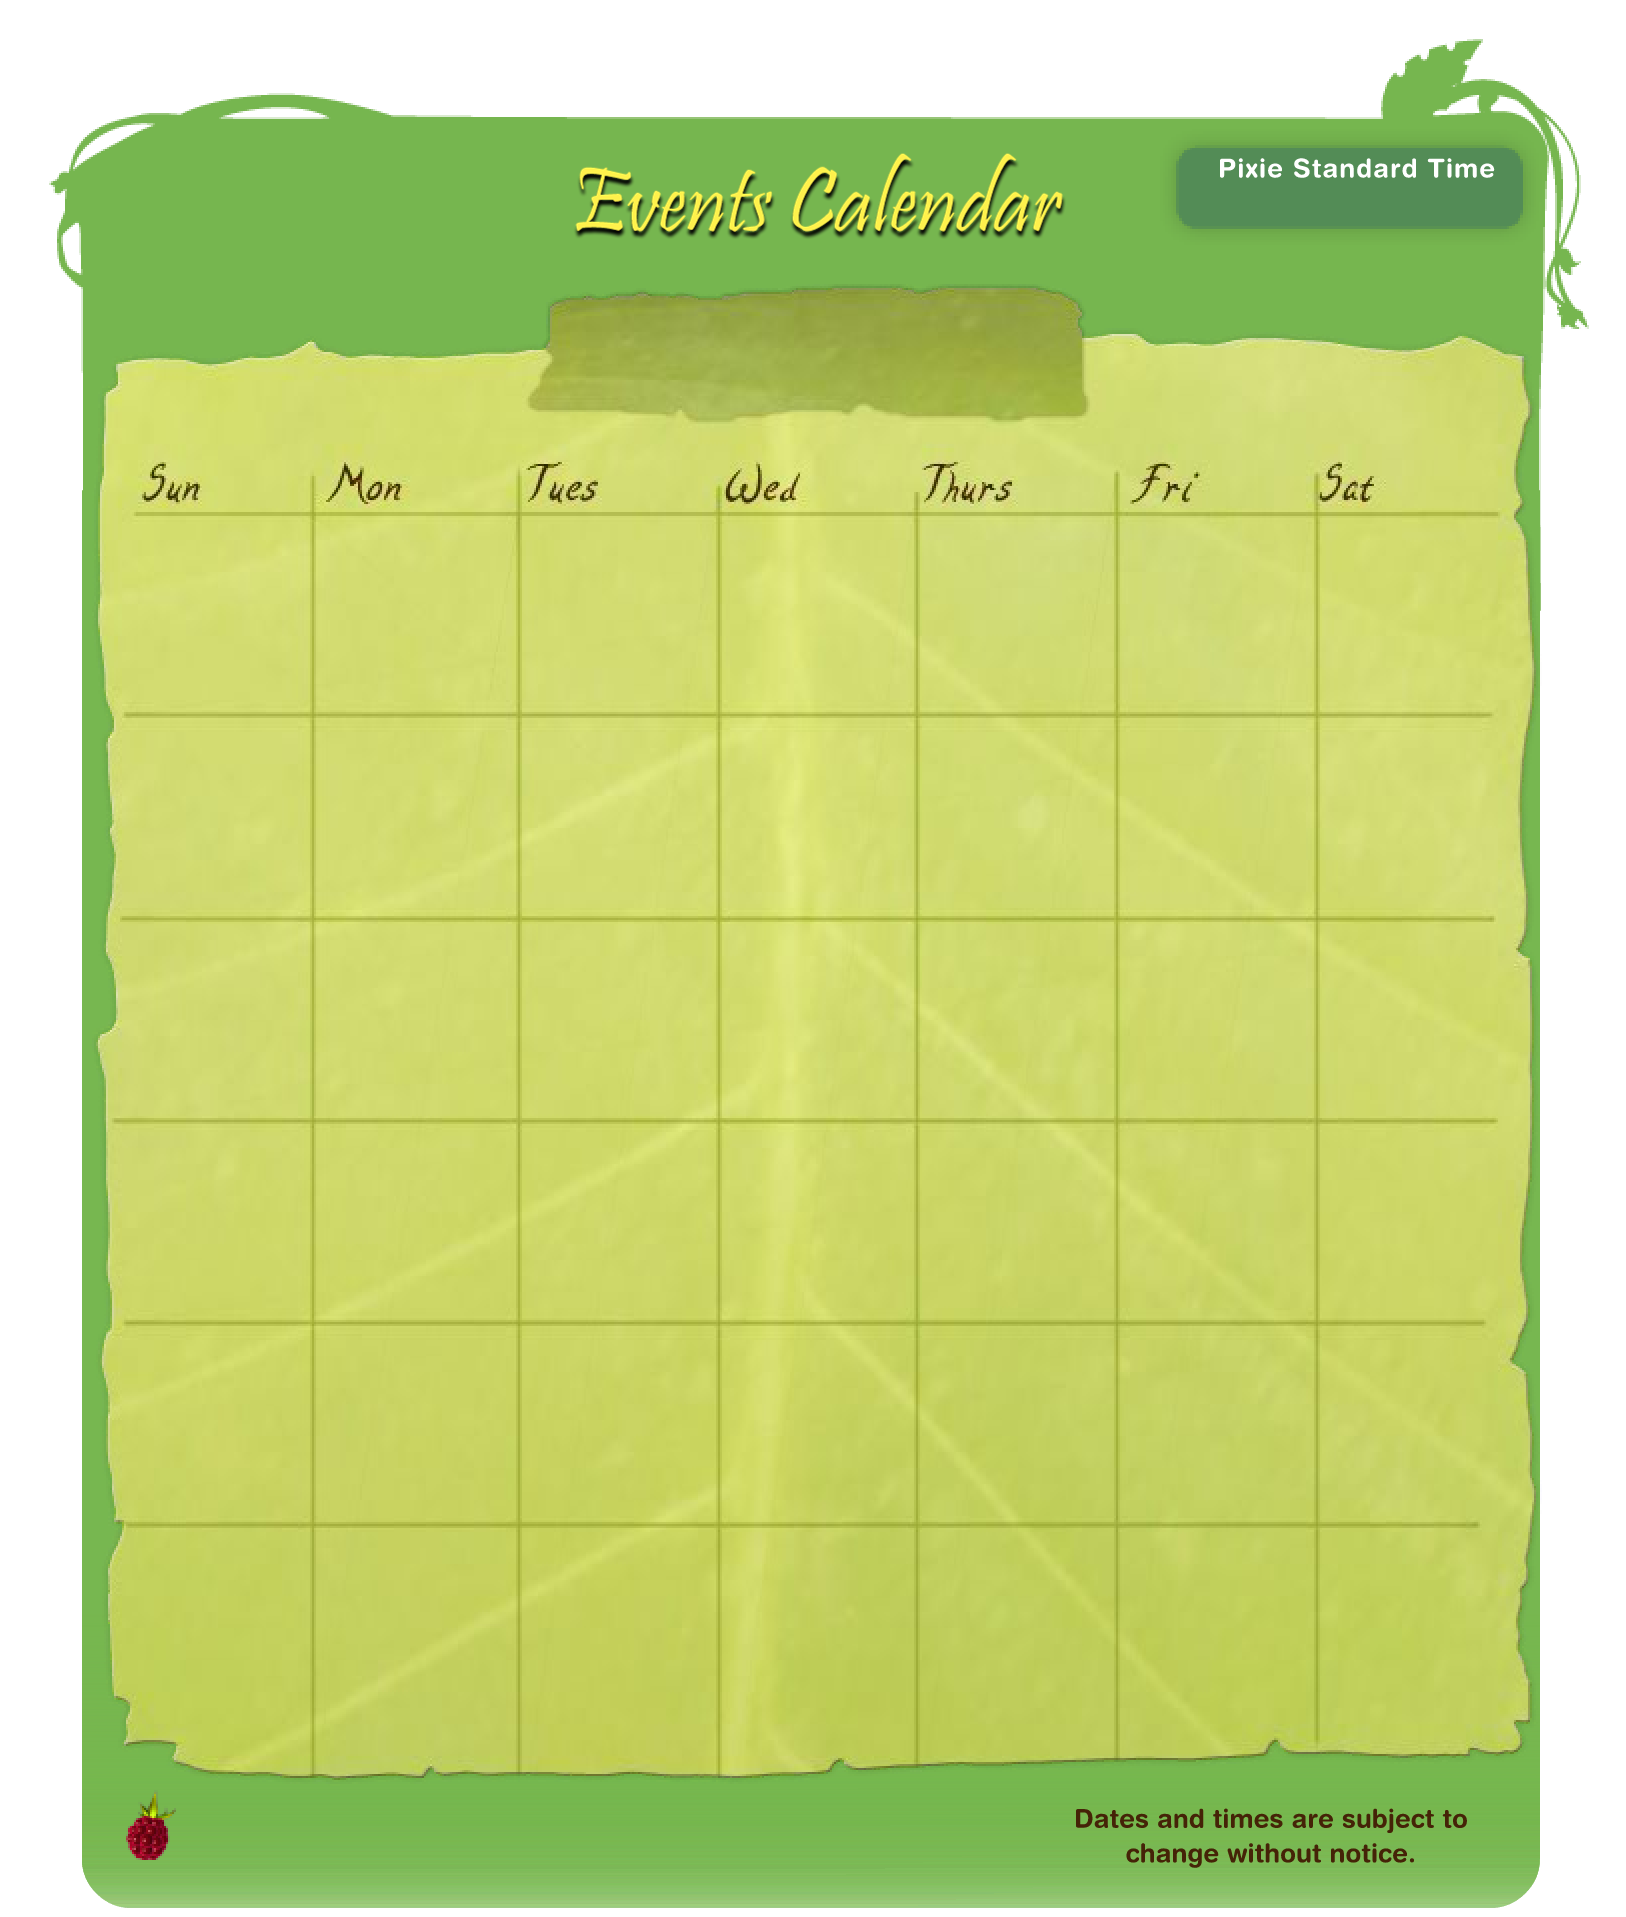 Events Calendar
Pixie Standard Time
Sun Mon Tues Wed Thurs Fri Sat
Dates and times are subject to
change without notice.